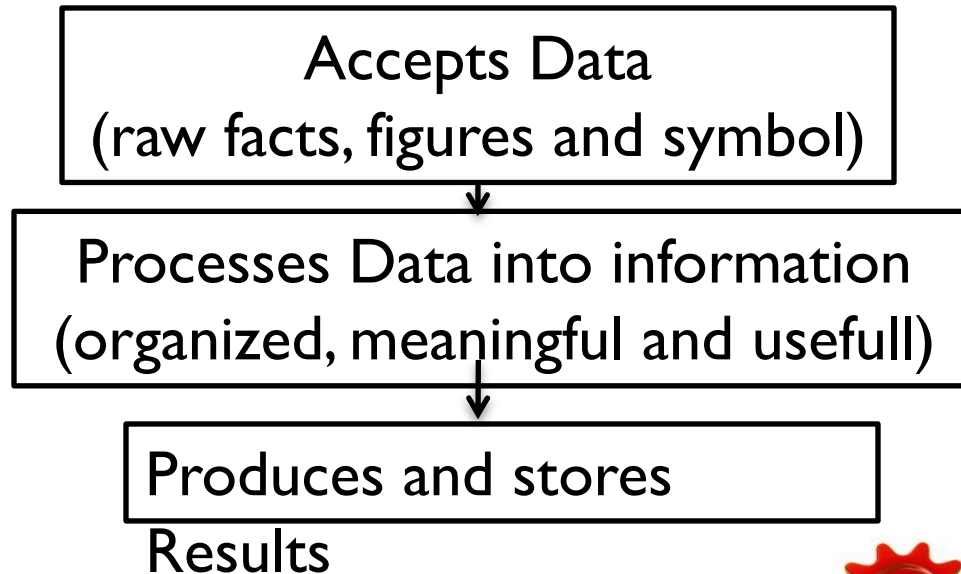 Accepts Data
(raw facts, figures and symbol)
Processes Data into information
(organized, meaningful and usefull)
Produces and stores
Results